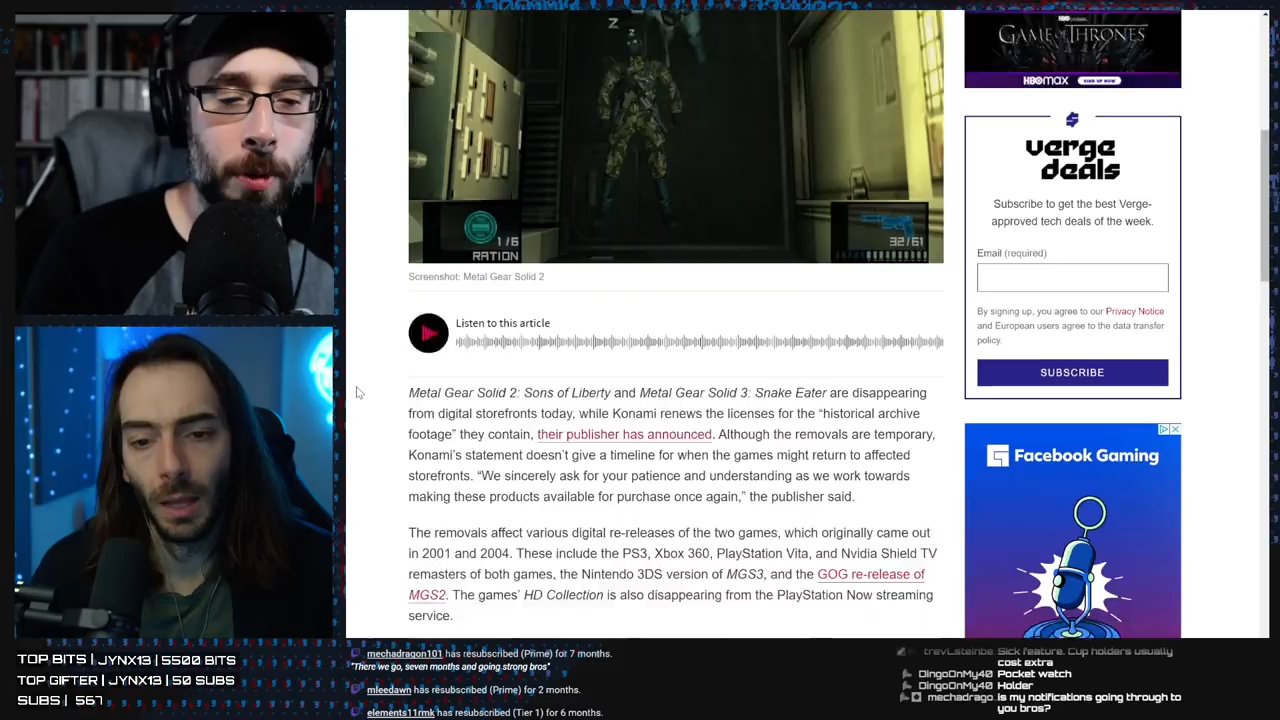 GAME OF THRONES
HBOMAX SIGN UP NOW
Z
z
1/6
RATION
32/61
Screenshot: Metal Gear Solid 2
Listen to this article
Metal Gear Solid 2: Sons of Liberty and Metal Gear Solid 3: Snake Eater are disappearing
from digital storefronts today, while Konami renews the licenses for the “historical archive
footage” they contain, their publisher has announced. Although the removals are temporary,
Konami’s statement doesn’t give a timeline for when the games might return to affected
storefronts. “We sincerely ask for your patience and understanding as we work towards
making these products available for purchase once again,” the publisher said.
The removals affect various digital re-releases of the two games, which originally came out
in 2001 and 2004. These include the PS3, Xbox 360, PlayStation Vita, and Nvidia Shield TV
remasters of both games, the Nintendo 3DS version of MGS3, and the GOG re-release of
MGS2. The games’ HD Collection is also disappearing from the PlayStation Now streaming
service.
verge
deals
Subscribe to get the best Verge-
approved tech deals of the week.
Email (required)
By signing up, you agree to our Privacy Notice
and European users agree to the data transfer
policy.
SUBSCRIBE
Facebook Gaming
TOP BITS | JYNX13 | 5500 BITS
TOP GIFTER | JYNX13 | 50 SUBS
SUBS | 567
mechadragon101 has resubscribed (Prime) for 7 months.
"There we go, seven months and going strong bros"
mleedawn has resubscribed (Prime) for 2 months.
elements11rmk has resubscribed (Tier 1) for 6 months.
Sick feature. Cup holders usually
cost extra
DingoOnMy40 Pocket watch
DingoOnMy40 Holder
mechadrago Is my notifications going through to
you bros?